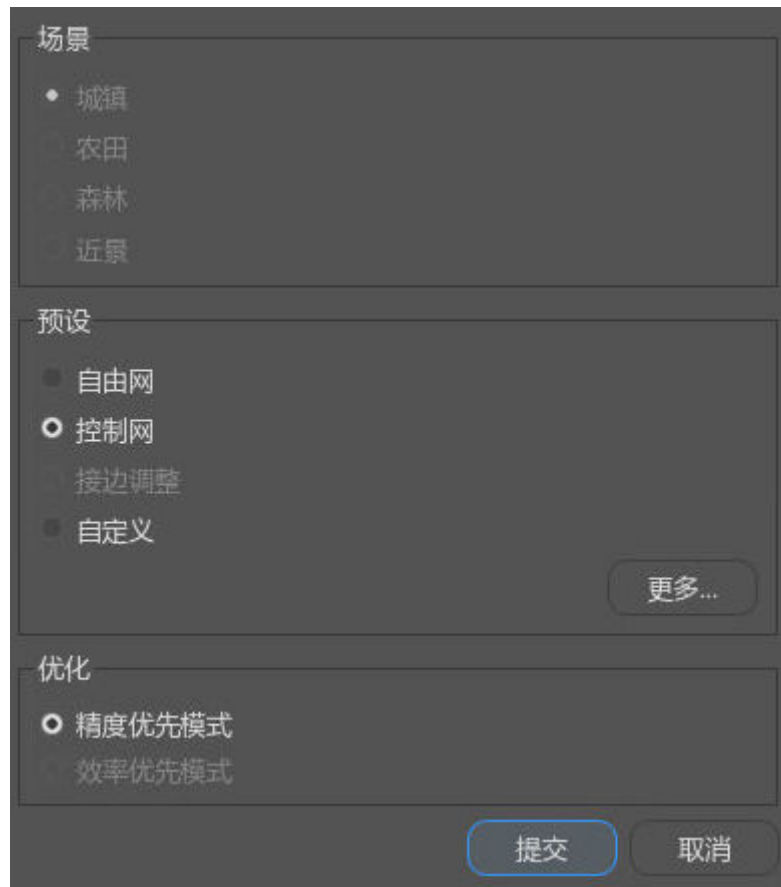 场景
城镇
农田
森林
近景
预设
自由网
控制网
接边调整
自定义
更多...
优化
精度优先模式
效率优先模式
提交 取消